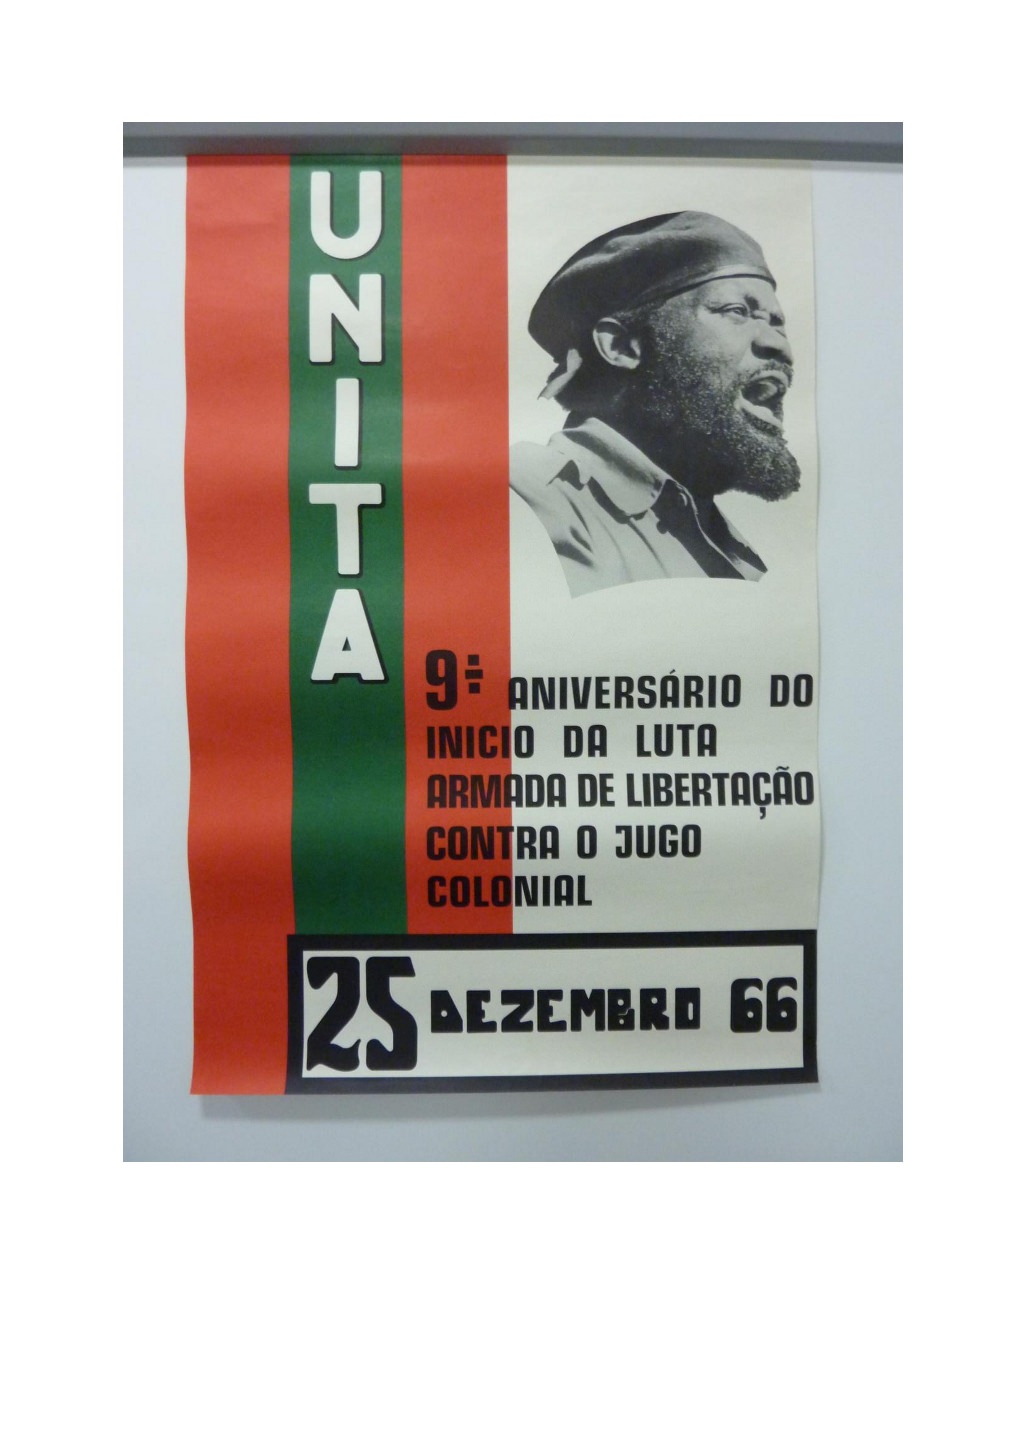 UNITA
9º ANIVERSÁRIO DO
INICIO DA LUTA
ARMADA DE LIBERTAÇÃO
CONTRA O JUGO
COLONIAL
25 DEZEMBRO 66